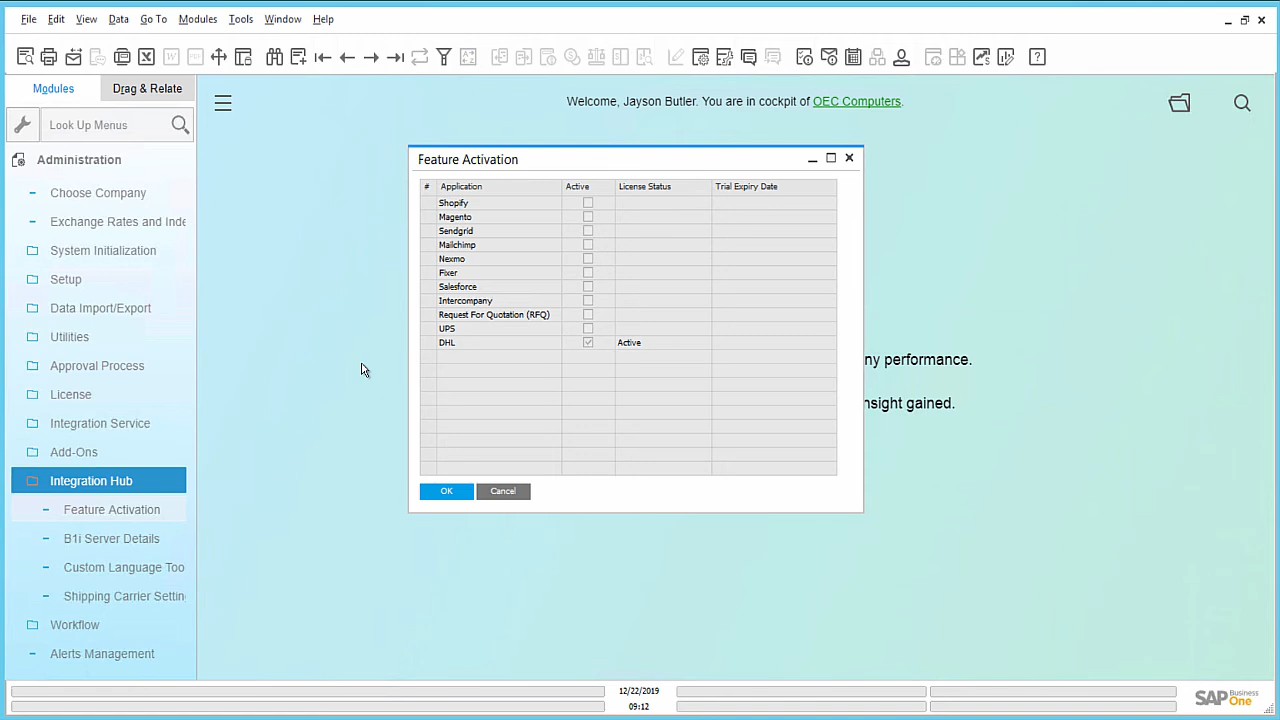 File Edit View Data Go To Modules Tools Window Help
Modules
Drag & Relate
Look Up Menus
Welcome, Jayson Butler. You are in cockpit of OEC Computers.
Administration
Choose Company
Exchange Rates and Inde
System Initialization
Setup
Data Import/Export
Utilities
Approval Process
License
Integration Service
Add-Ons
Integration Hub
Feature Activation
B1i Server Details
Custom Language Too
Shipping Carrier Settin
Workflow
Alerts Management
Feature Activation
# Application Active License Status Trial Expiry Date
Shopify
Magento
Sendgrid
Mailchimp
Nexmo
Fixer
Salesforce
Intercompany
Request For Quotation (RFQ)
UPS
DHL Active
OK Cancel
ny performance.
nsight gained.
12/22/2019
09:12
SAP Business One